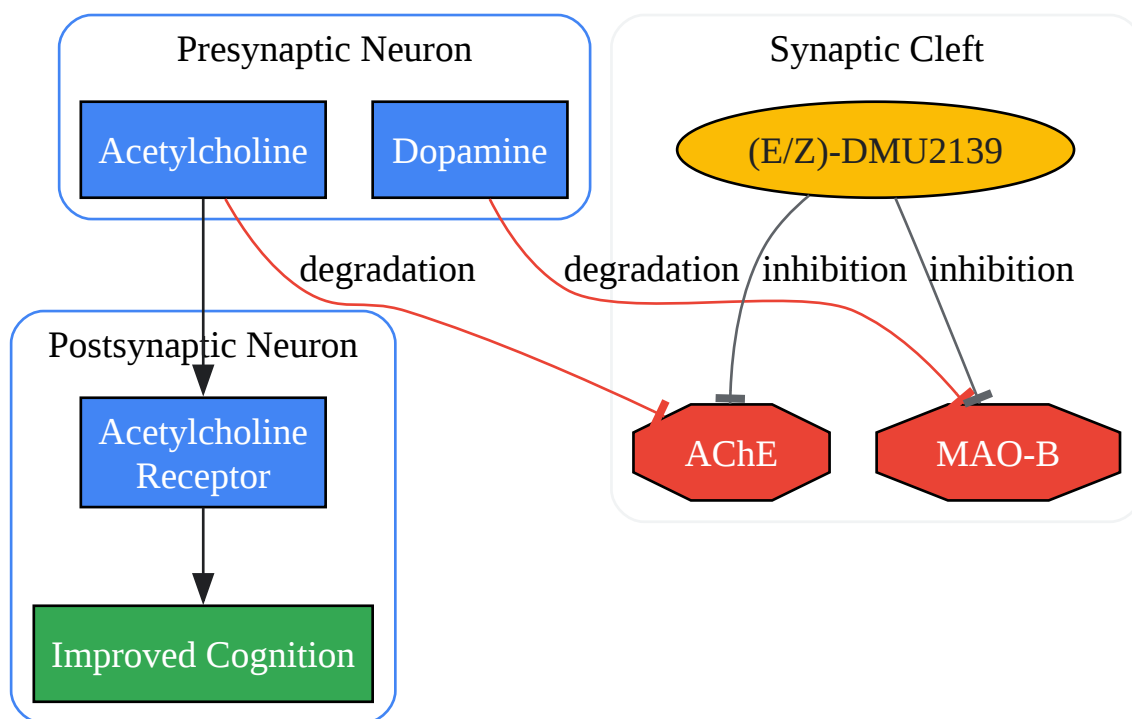 Presynaptic Neuron
Synaptic Cleft
Acetylcholine
Dopamine
(E/Z)-DMU2139
degradation
degradation
inhibition
inhibition
Postsynaptic Neuron
Acetylcholine
Receptor
AChE
MAO-B
Improved Cognition